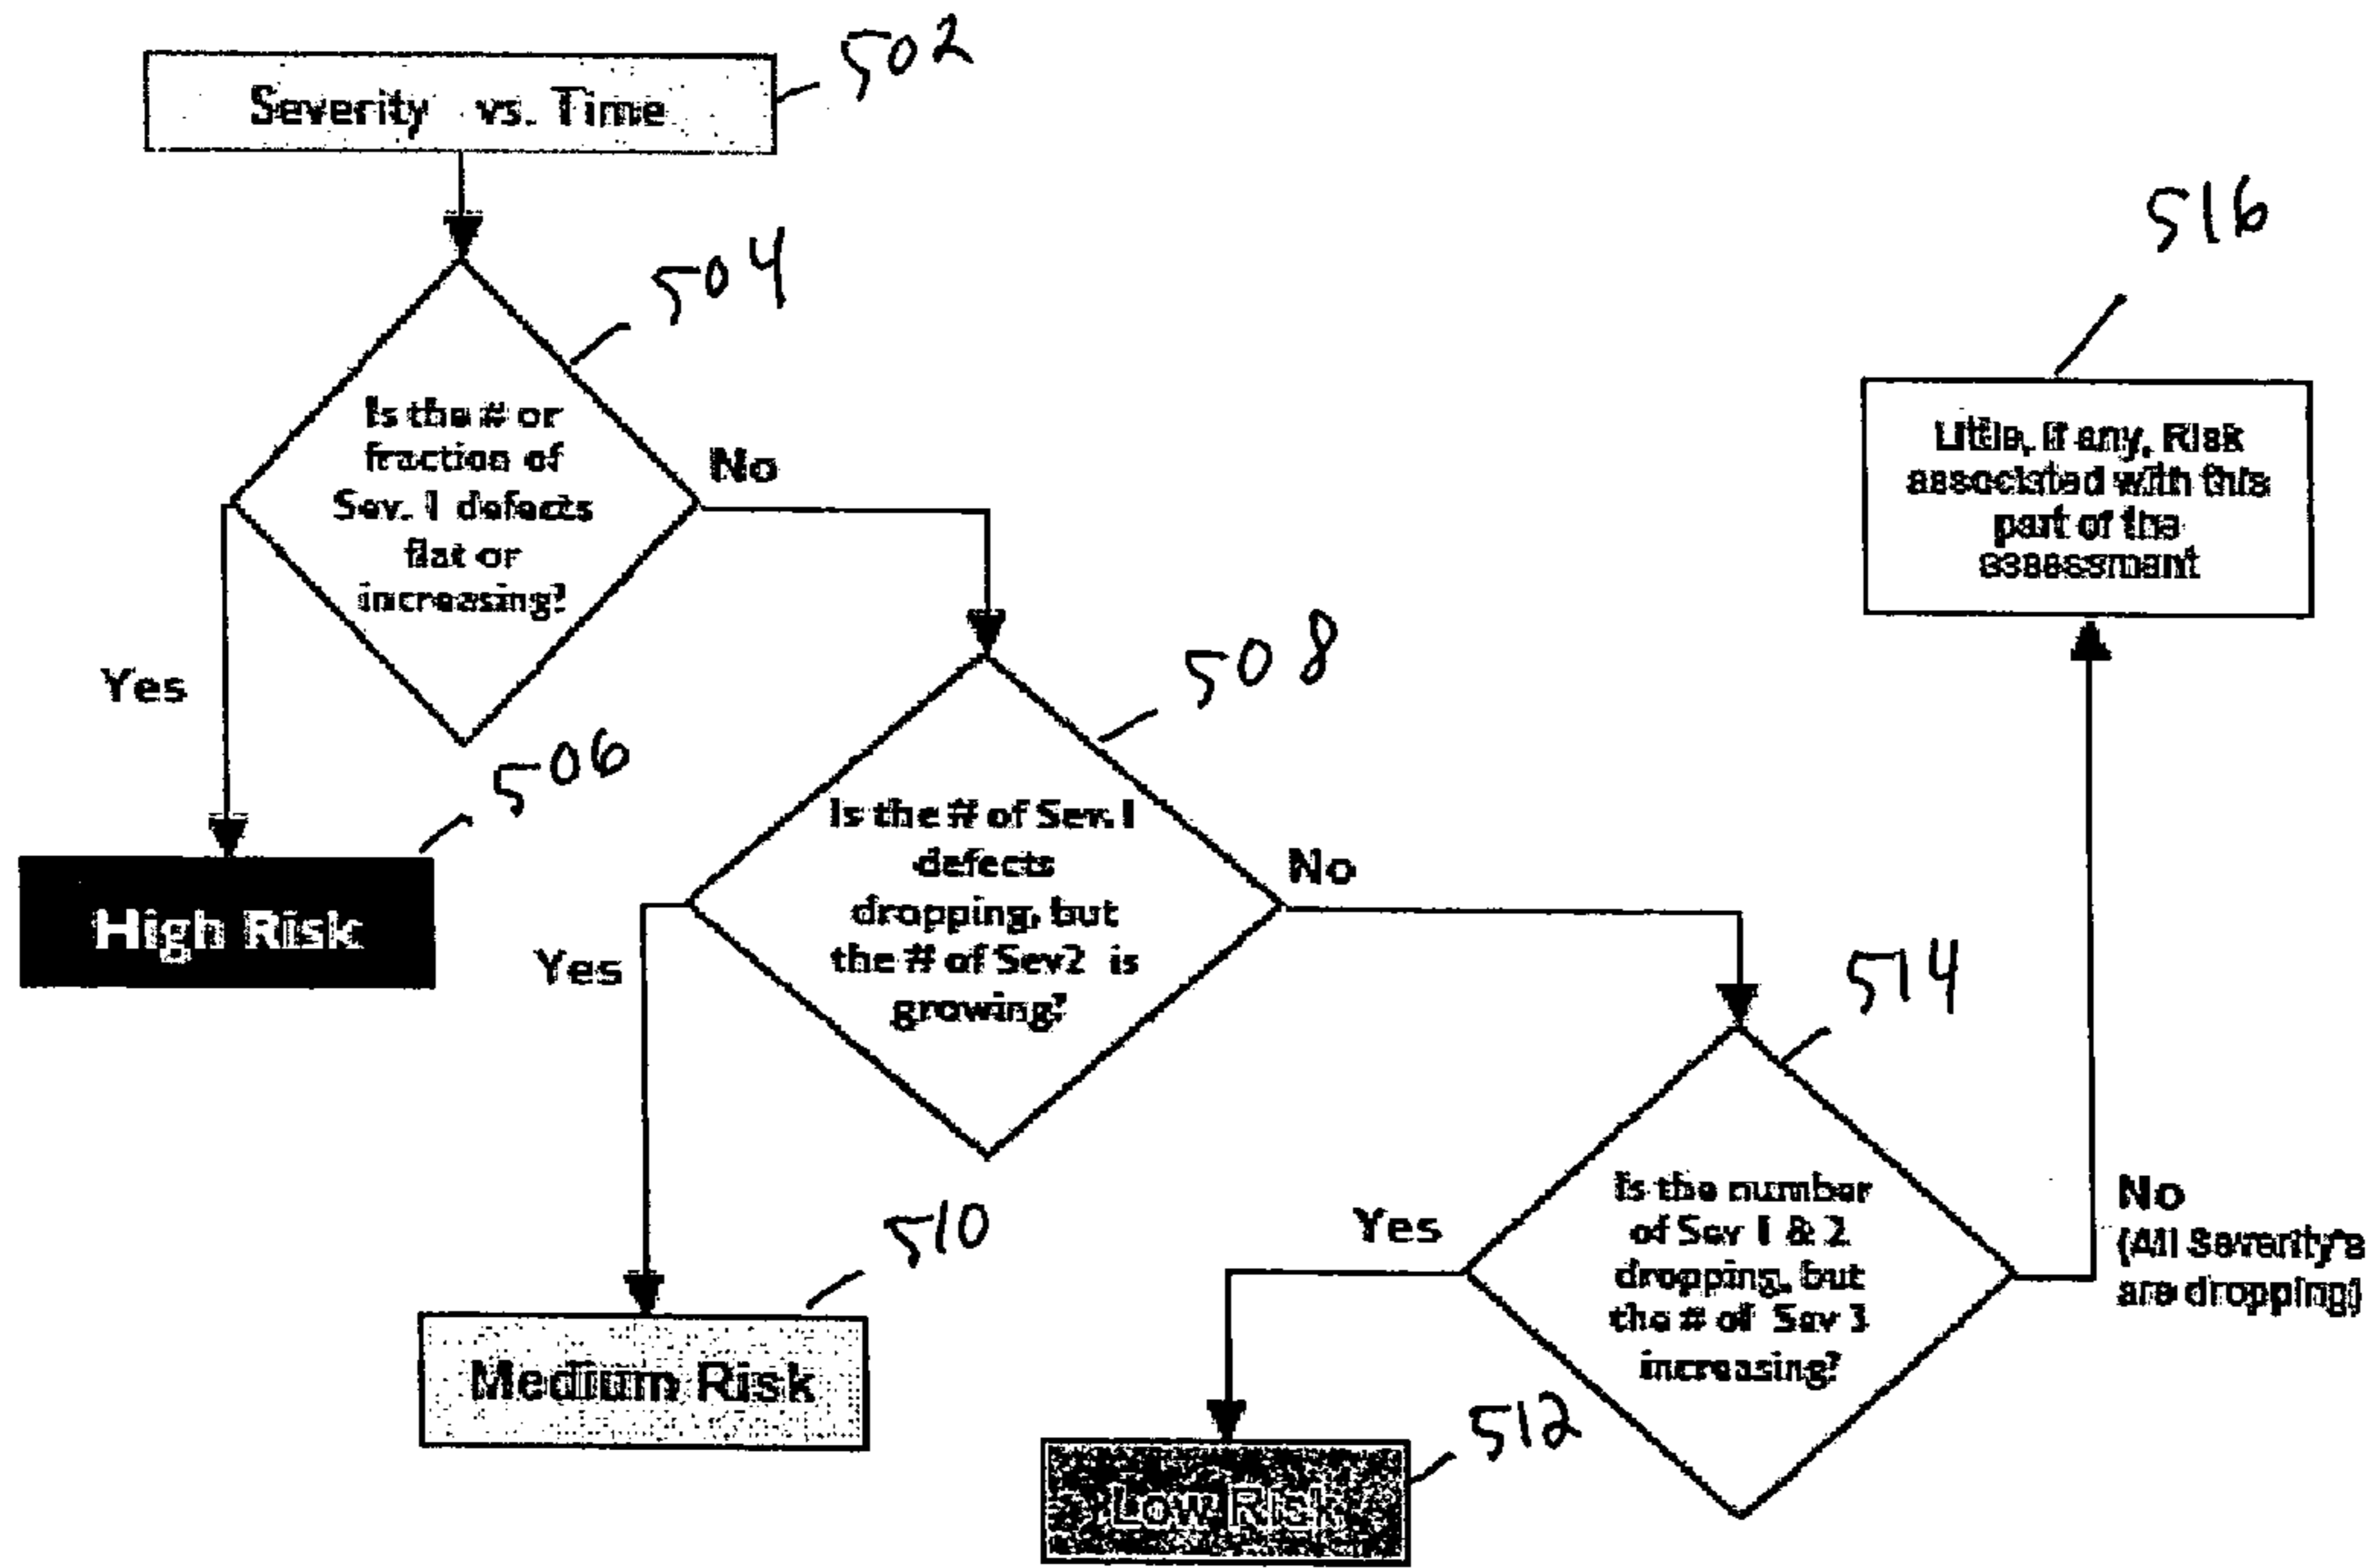 502
Severity vs. Time
504
Is the # or
fraction of
Sev. 1 defects
flat or
increasing?
No
Yes
506
High Risk
508
Is the # of Sev. 1
defects
dropping, but
the # of Sev2 is
growing?
No
Yes
510
Medium Risk
514
Is the number
of Sev 1 & 2
dropping, but
the # of Sev 3
increasing?
Yes
512
Low Risk
No
(All Severity's
are dropping)
516
Little, if any, Risk
associated with this
part of the
assessment